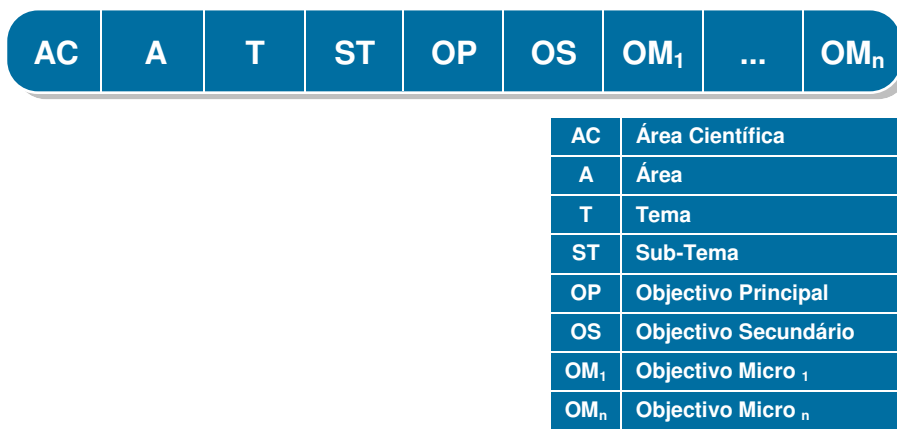 AC A T ST OP OS OM₁ ... OMₙ
AC Área Científica
A Área
T Tema
ST Sub-Tema
OP Objectivo Principal
OS Objectivo Secundário
OM₁ Objectivo Micro ₁
OMₙ Objectivo Micro ₙ